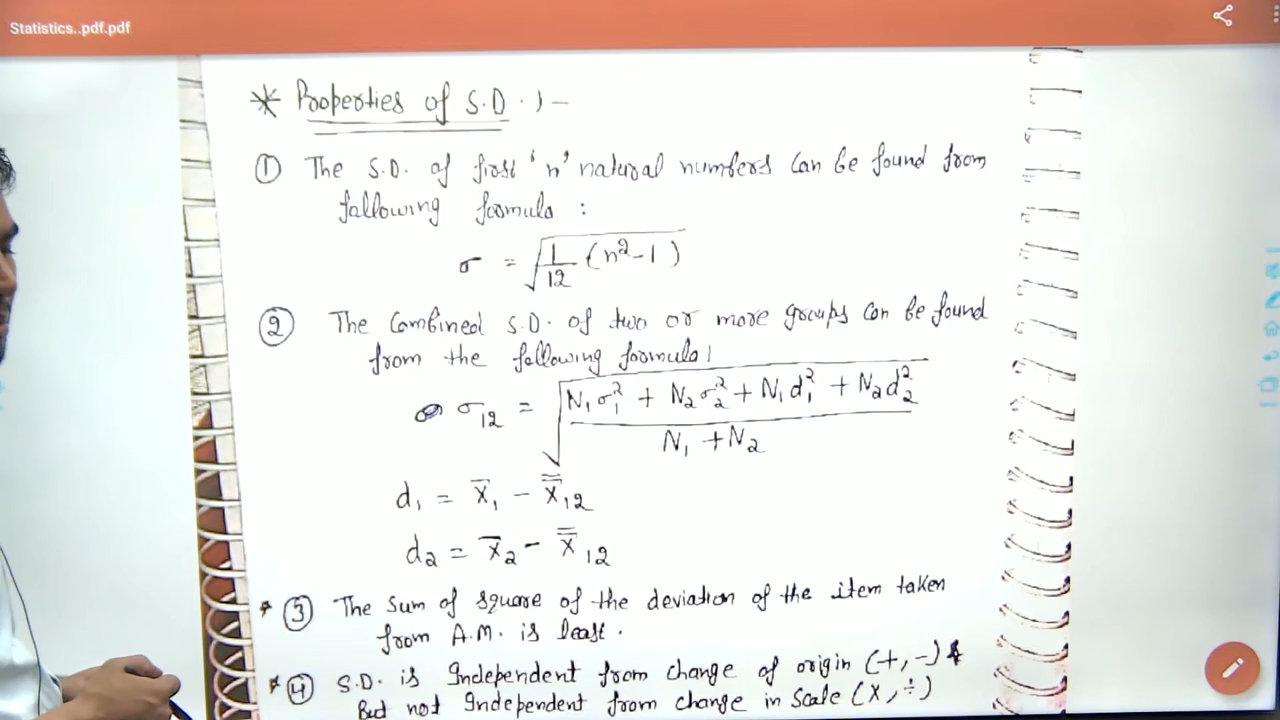 Statistics..pdf.pdf
* Properties of S.D. :-
① The S.D. of first 'n' natural numbers can be found from
following formula :
σ = √(1/12 (n²-1))
② The Combined S.D. of two or more groups can be found
from the following formula!
σ₁₂ = √((N₁σ₁² + N₂σ₂² + N₁d₁² + N₂d₂²)/(N₁ + N₂))
d₁ = x̄₁ - x̿₁₂
d₂ = x̄₂ - x̿₁₂
* ③ The Sum of square of the deviation of the item taken
from A.M. is least.
* ④ S.D. is Independent from change of origin (+, -) &
But not Independent from change in Scale (×, ÷)